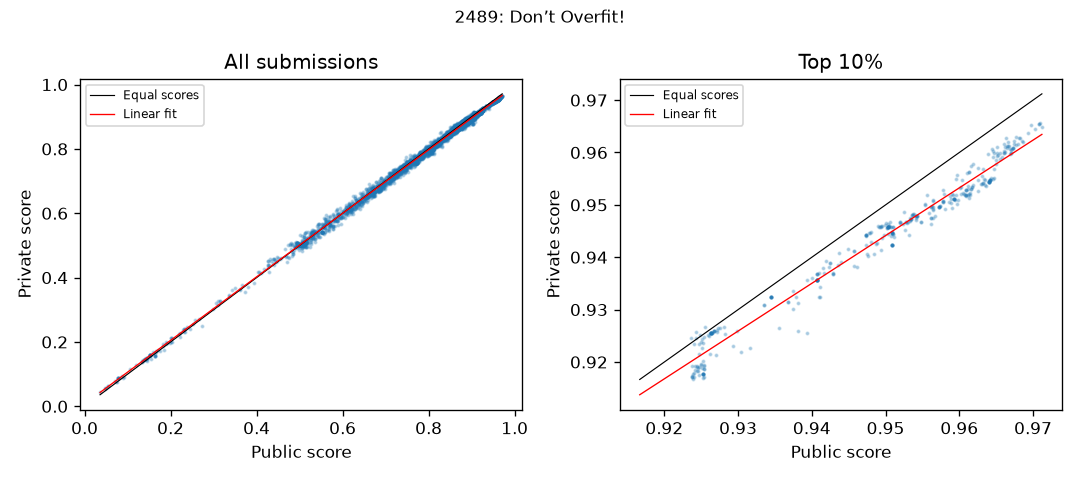 2489: Don’t Overfit!
All submissions
Equal scores
Linear fit
1.0
0.8
0.6
0.4
0.2
0.0
Private score
0.0 0.2 0.4 0.6 0.8 1.0
Public score
Top 10%
Equal scores
Linear fit
0.97
0.96
0.95
0.94
0.93
0.92
Private score
0.92 0.93 0.94 0.95 0.96 0.97
Public score